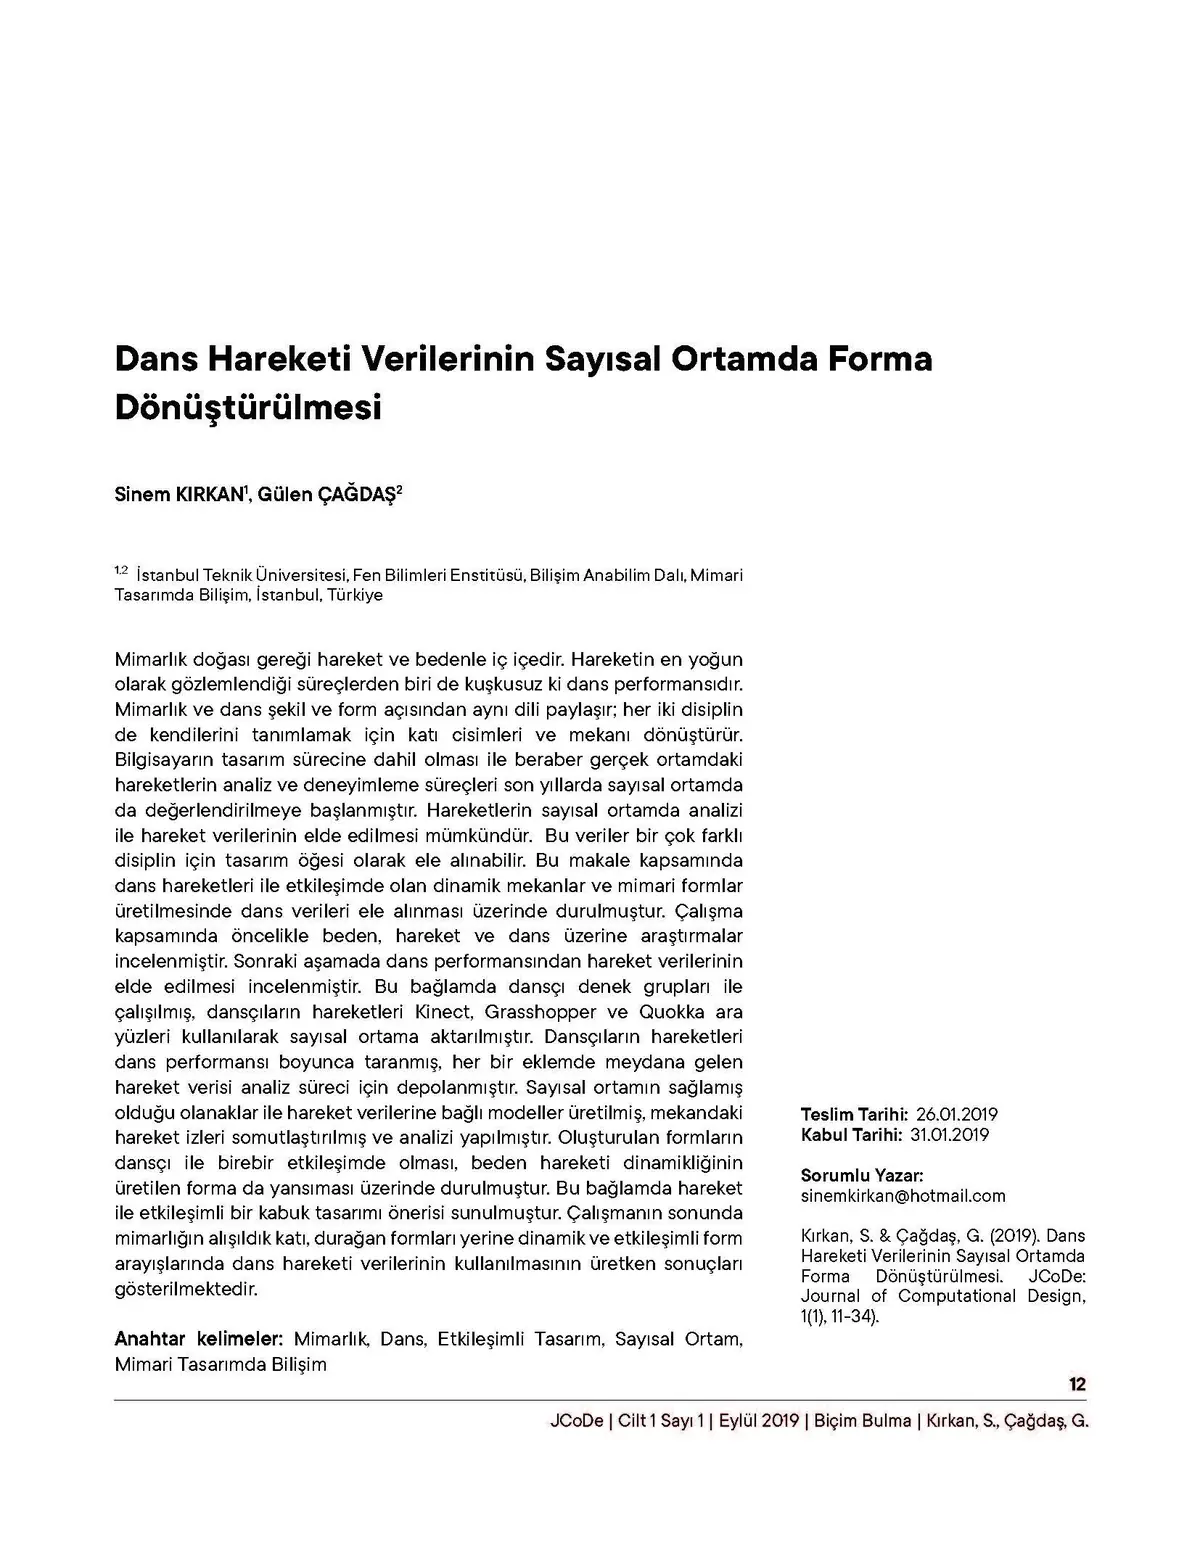 Dans Hareketi Verilerinin Sayısal Ortamda Forma
Dönüştürülmesi
Sinem KIRKAN¹, Gülen ÇAĞDAŞ²
¹,² İstanbul Teknik Üniversitesi, Fen Bilimleri Enstitüsü, Bilişim Anabilim Dalı, Mimari
Tasarımda Bilişim, İstanbul, Türkiye
Mimarlık doğası gereği hareket ve bedenle iç içedir. Hareketin en yoğun
olarak gözlemlendiği süreçlerden biri de kuşkusuz ki dans performansıdır.
Mimarlık ve dans şekil ve form açısından aynı dili paylaşır; her iki disiplin
de kendilerini tanımlamak için katı cisimleri ve mekanı dönüştürür.
Bilgisayarın tasarım sürecine dahil olması ile beraber gerçek ortamdaki
hareketlerin analiz ve deneyimleme süreçleri son yıllarda sayısal ortamda
da değerlendirilmeye başlanmıştır. Hareketlerin sayısal ortamda analizi
ile hareket verilerinin elde edilmesi mümkündür. Bu veriler bir çok farklı
disiplin için tasarım öğesi olarak ele alınabilir. Bu makale kapsamında
dans hareketleri ile etkileşimde olan dinamik mekanlar ve mimari formlar
üretilmesinde dans verileri ele alınması üzerinde durulmuştur. Çalışma
kapsamında öncelikle beden, hareket ve dans üzerine araştırmalar
incelenmiştir. Sonraki aşamada dans performansından hareket verilerinin
elde edilmesi incelenmiştir. Bu bağlamda dansçı denek grupları ile
çalışılmış, dansçıların hareketleri Kinect, Grasshopper ve Quokka ara
yüzleri kullanılarak sayısal ortama aktarılmıştır. Dansçıların hareketleri
dans performansı boyunca taranmış, her bir eklemde meydana gelen
hareket verisi analiz süreci için depolanmıştır. Sayısal ortamın sağlamış
olduğu olanaklar ile hareket verilerine bağlı modeller üretilmiş, mekandaki
hareket izleri somutlaştırılmış ve analizi yapılmıştır. Oluşturulan formların
dansçı ile birebir etkileşimde olması, beden hareketi dinamikliğinin
üretilen forma da yansıması üzerinde durulmuştur. Bu bağlamda hareket
ile etkileşimli bir kabuk tasarımı önerisi sunulmuştur. Çalışmanın sonunda
mimarlığın alışıldık katı, durağan formları yerine dinamik ve etkileşimli form
arayışlarında dans hareketi verilerinin kullanılmasının üretken sonuçları
gösterilmektedir.
Anahtar kelimeler: Mimarlık, Dans, Etkileşimli Tasarım, Sayısal Ortam,
Mimari Tasarımda Bilişim
Teslim Tarihi: 26.01.2019
Kabul Tarihi: 31.01.2019
Sorumlu Yazar:
sinemkirkan@hotmail.com
Kırkan, S. & Çağdaş, G. (2019). Dans
Hareketi Verilerinin Sayısal Ortamda
Forma Dönüştürülmesi. JCoDe:
Journal of Computational Design,
1(1), 11-34).
12
JCoDe | Cilt 1 Sayı 1 | Eylül 2019 | Biçim Bulma | Kırkan, S., Çağdaş, G.